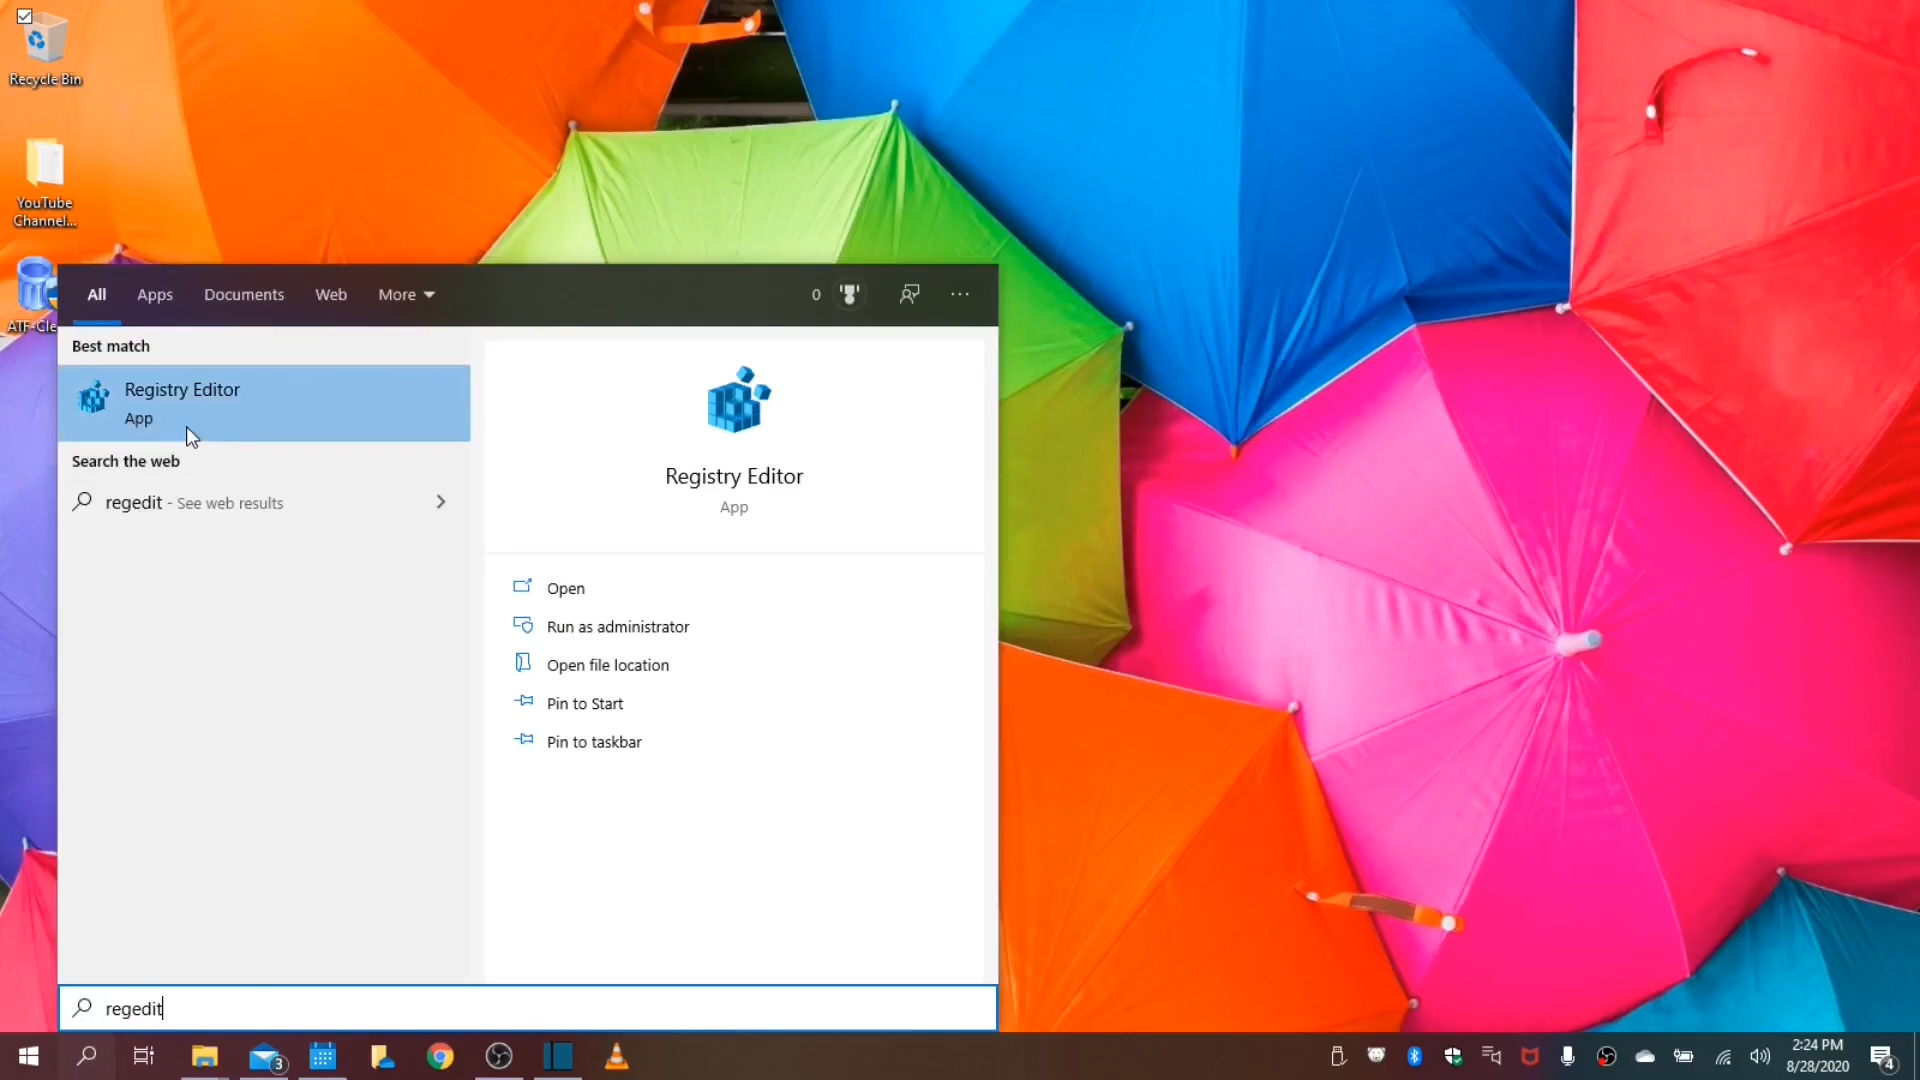 Recycle Bin
YouTube
Channel...
ATF-Cle
All
Apps
Documents
Web
More
0
Best match
Registry Editor
App
Search the web
regedit - See web results
Registry Editor
App
Open
Run as administrator
Open file location
Pin to Start
Pin to taskbar
regedit
3
2:24 PM
8/28/2020
4